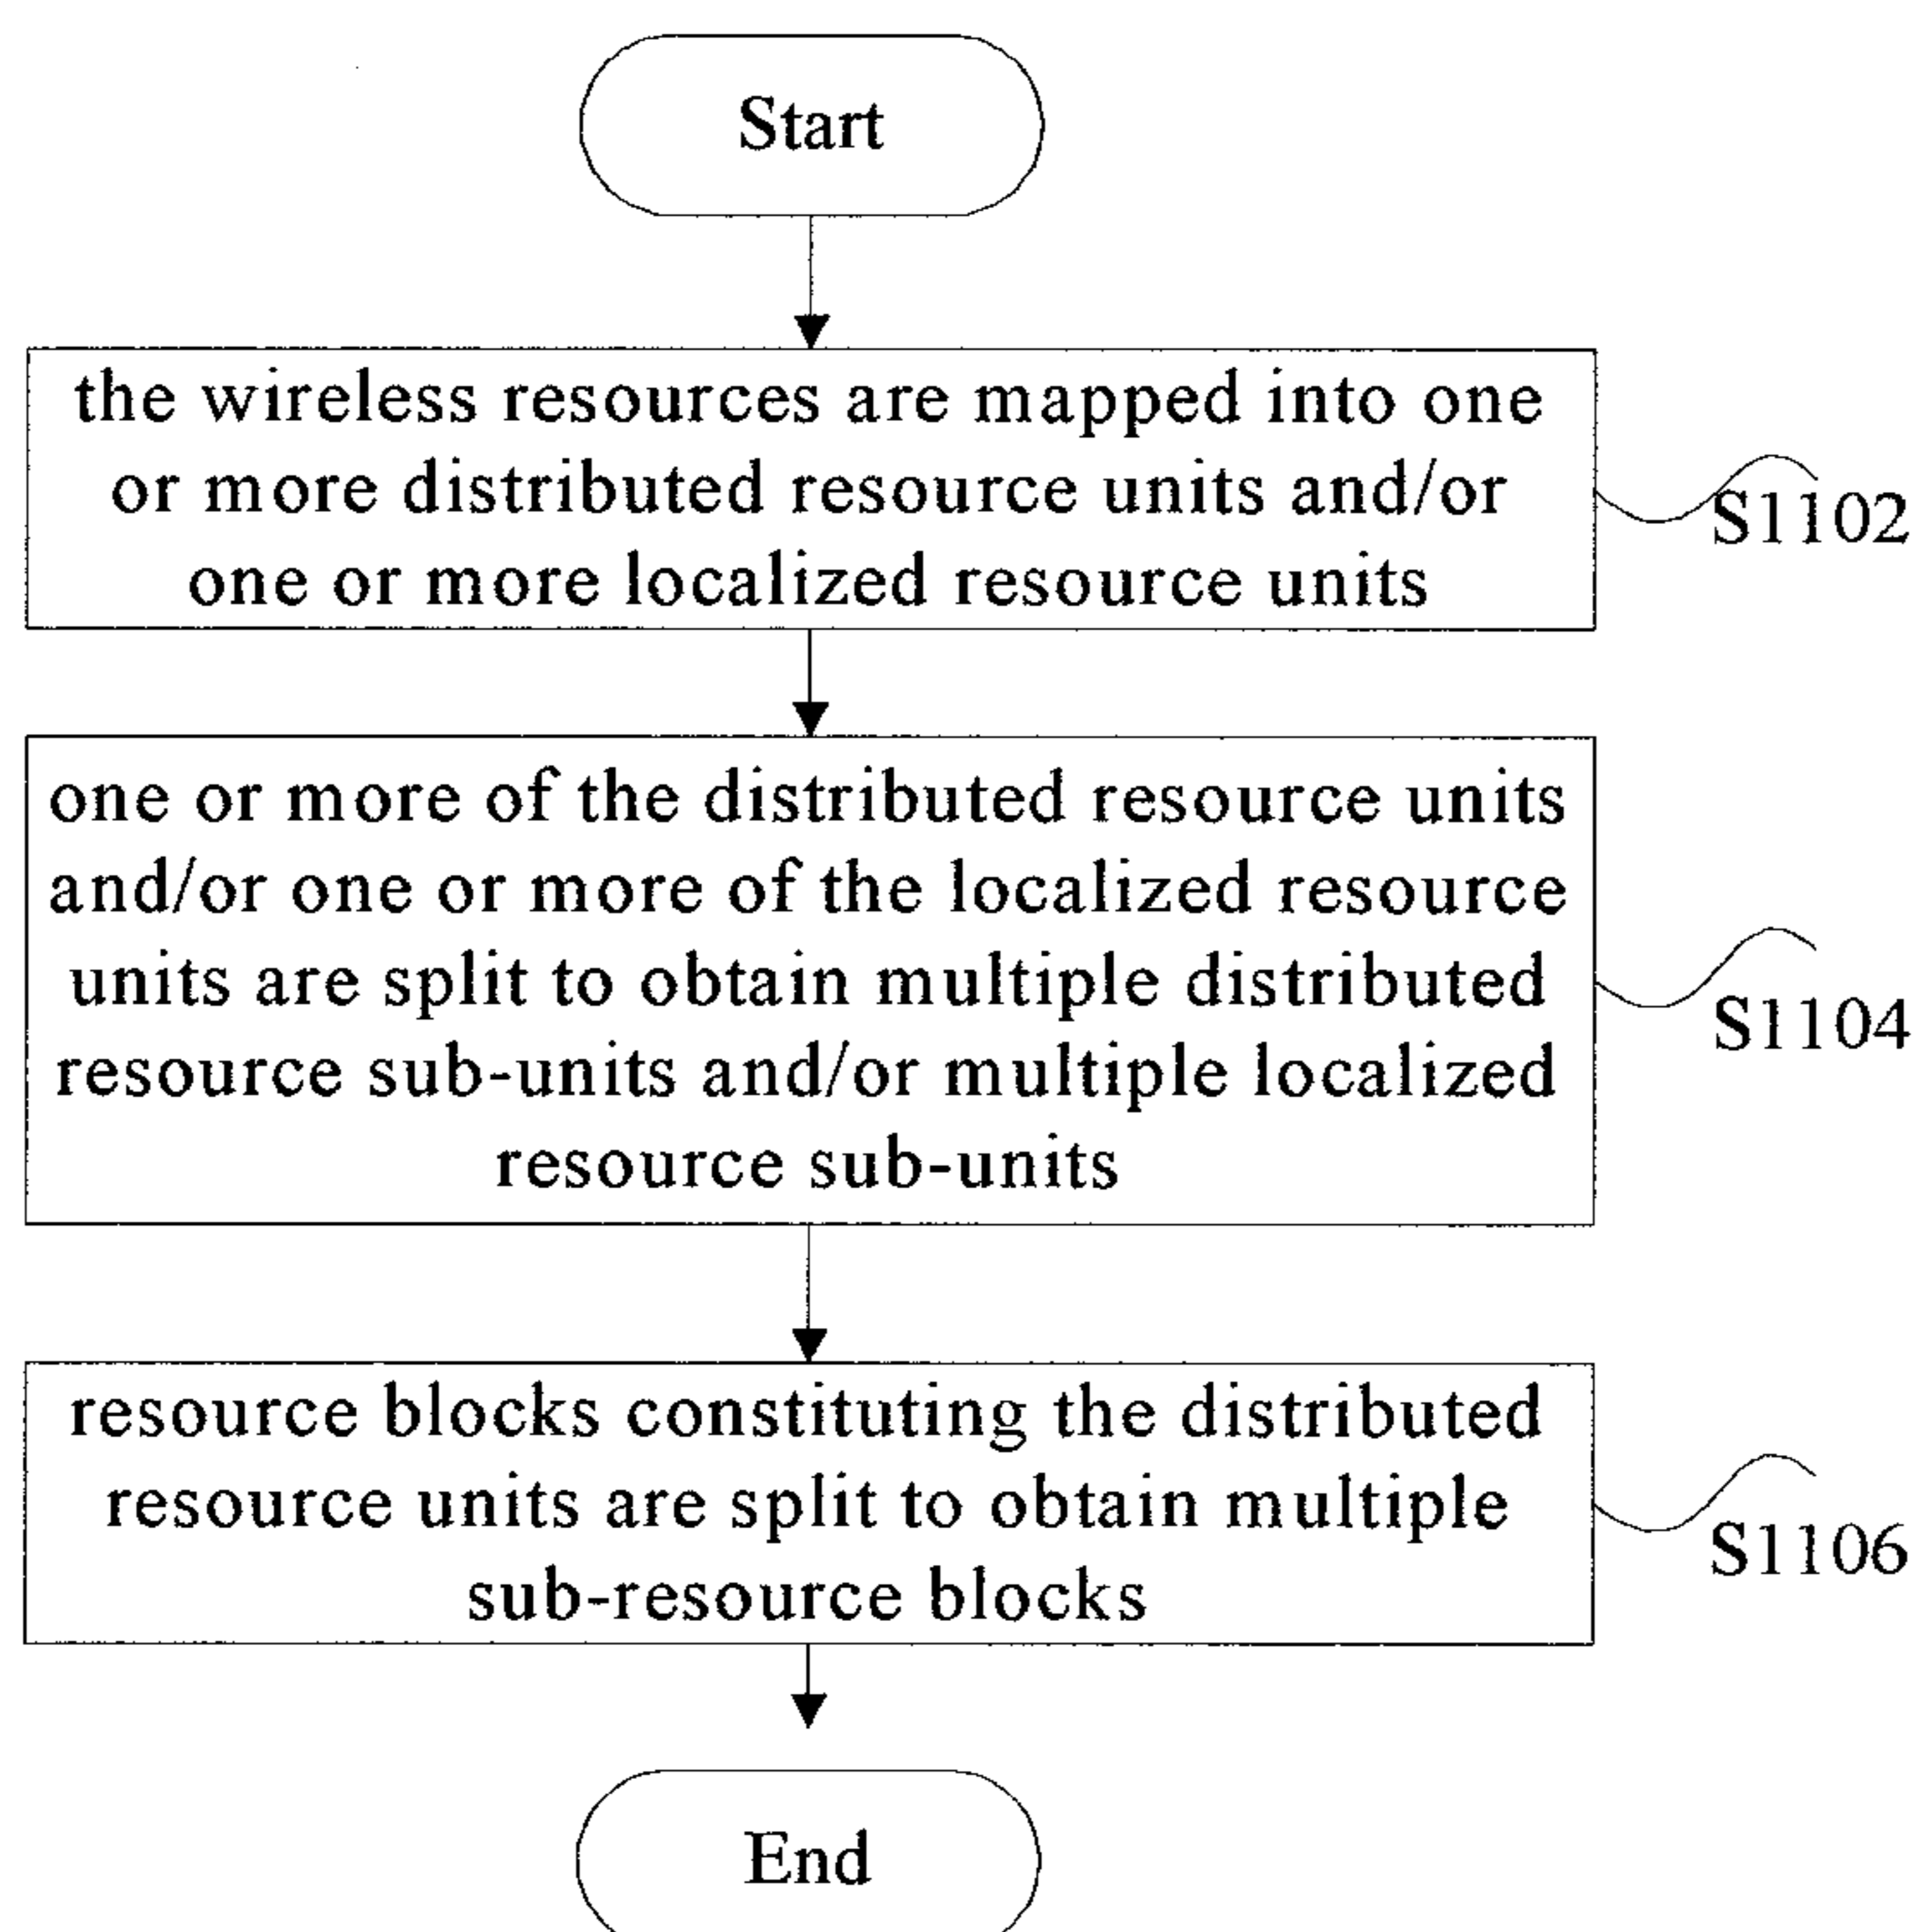 Start
the wireless resources are mapped into one
or more distributed resource units and/or
one or more localized resource units
S1102
one or more of the distributed resource units
and/or one or more of the localized resource
units are split to obtain multiple distributed
resource sub-units and/or multiple localized
resource sub-units
S1104
resource blocks constituting the distributed
resource units are split to obtain multiple
sub-resource blocks
S1106
End